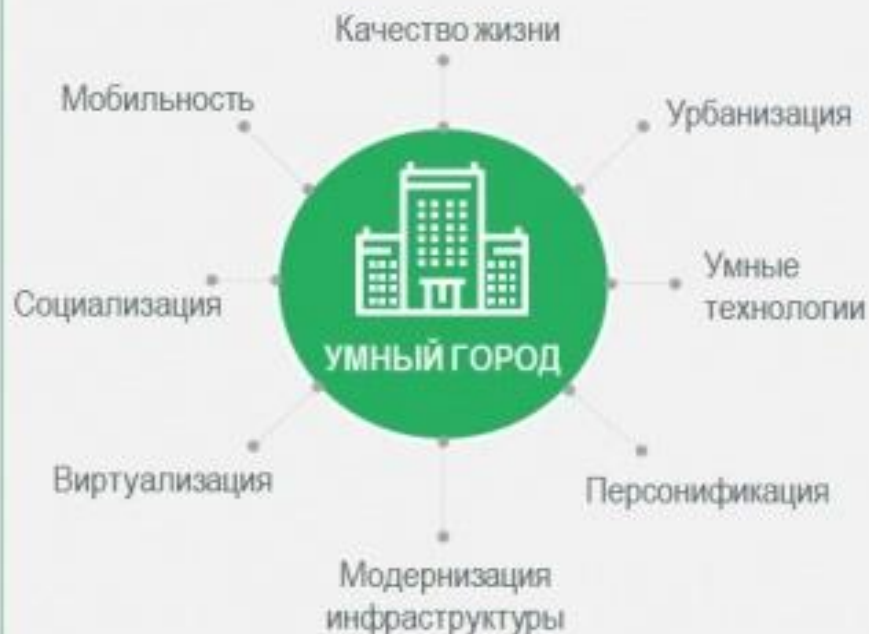 Качество жизни
Мобильность
Урбанизация
Умные
технологии
Социализация
УМНЫЙ ГОРОД
Виртуализация
Персонификация
Модернизация
инфраструктуры